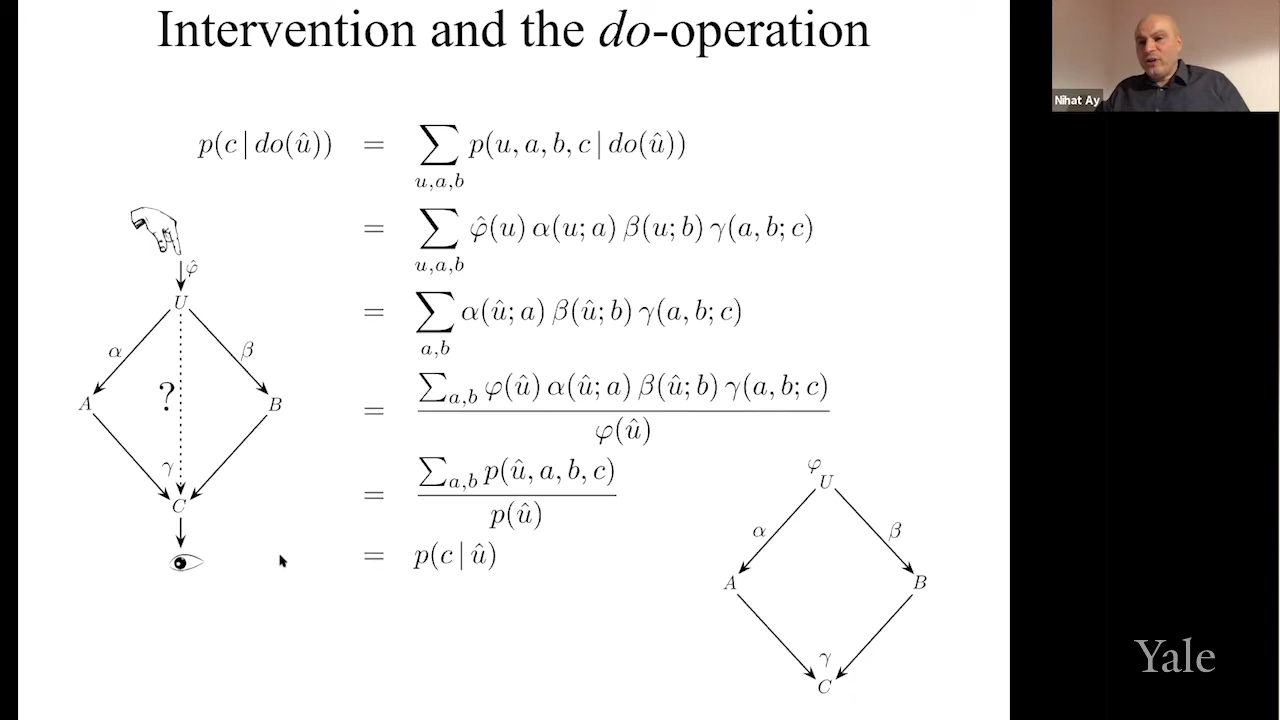 Intervention and the do-operation
Nihat Ay
p(c | do(û)) = ∑_{u,a,b} p(u, a, b, c | do(û))
= ∑_{u,a,b} φ̂(u) α(u; a) β(u; b) γ(a, b; c)
= ∑_{a,b} α(û; a) β(û; b) γ(a, b; c)
= ∑_{a,b} φ(û) α(û; a) β(û; b) γ(a, b; c) / φ(û)
= ∑_{a,b} p(û, a, b, c) / p(û)
= p(c | û)
φ̂
U
α β
?
A B
γ
C
φ
U
α β
A B
γ
C
Yale